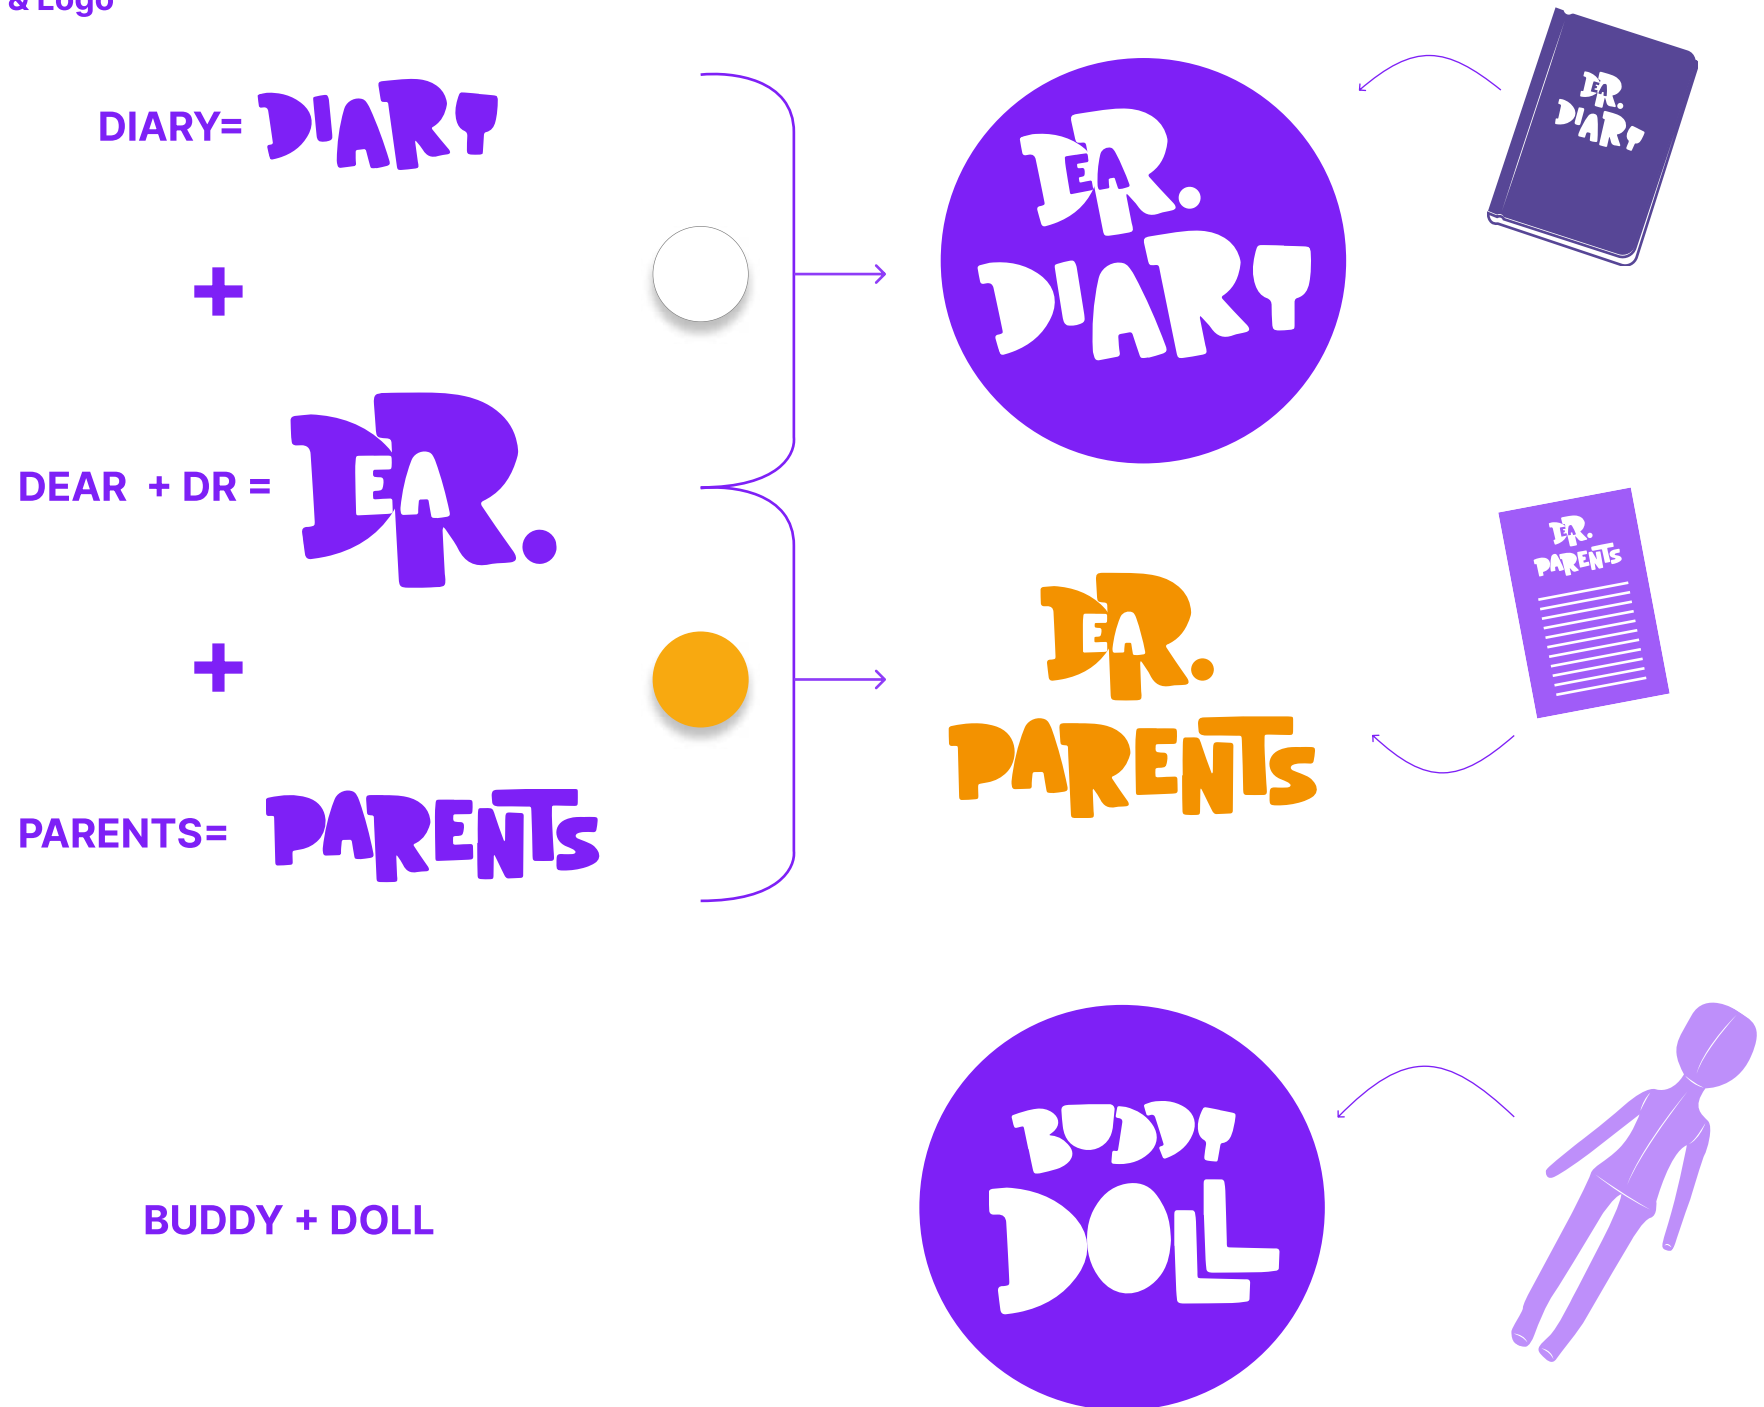 & Logo
DIARY= DIARY
+
DEAR + DR = DEAR.
+
PARENTS= PARENTS
DEAR.
DIARY
DEAR.
DIARY
DEAR.
PARENTS
DEAR.
PARENTS
BUDDY + DOLL
BUDDY
DOLL